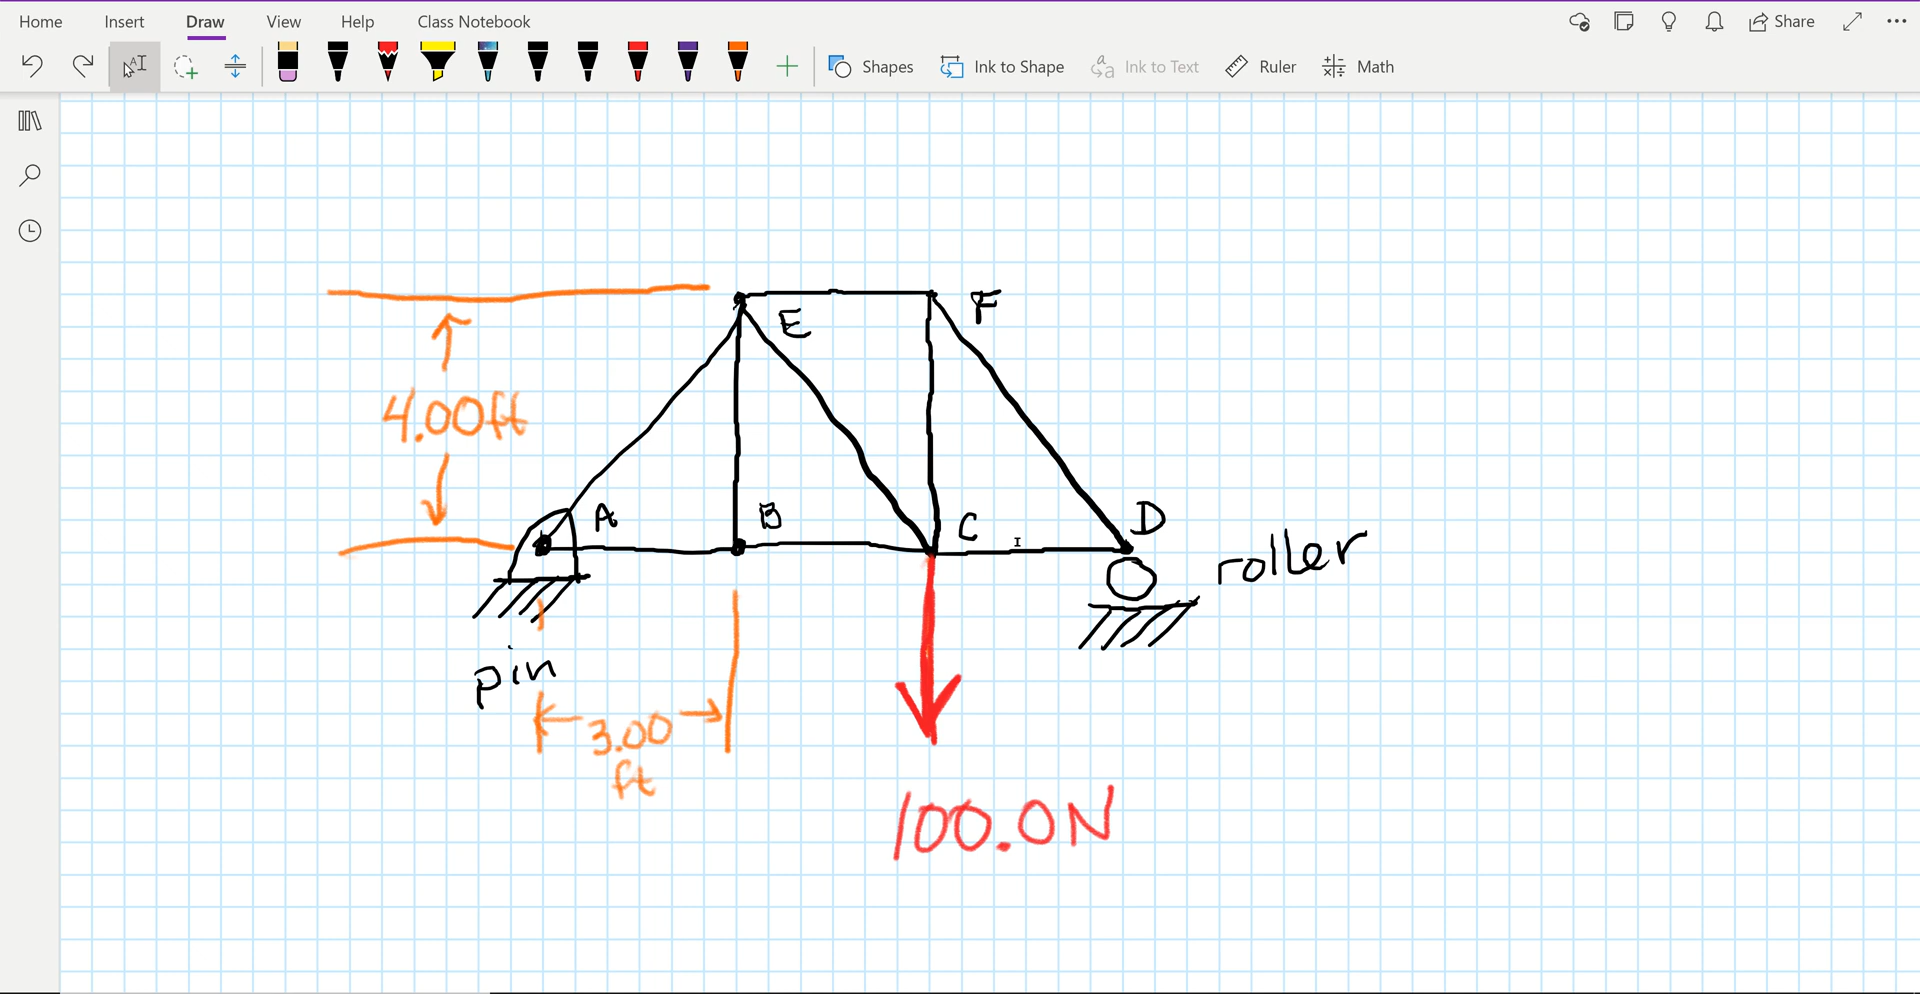 Home Insert Draw View Help Class Notebook
Share
Shapes Ink to Shape Ink to Text Ruler Math
E
F
4.00ft
A
B
C
D
roller
pin
3.00
ft
100.0N